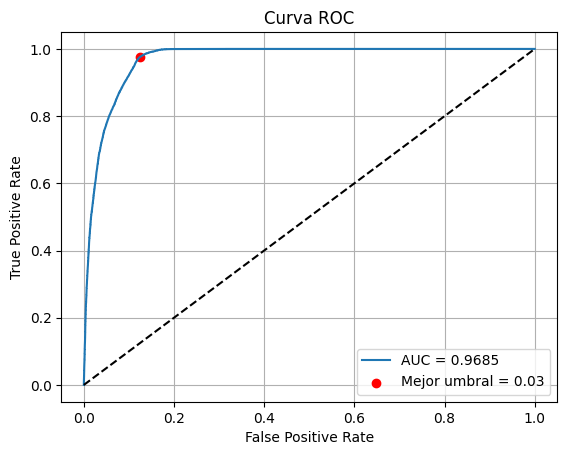 Curva ROC
1.0
0.8
0.6
0.4
0.2
0.0
True Positive Rate
AUC = 0.9685
Mejor umbral = 0.03
0.0 0.2 0.4 0.6 0.8 1.0
False Positive Rate